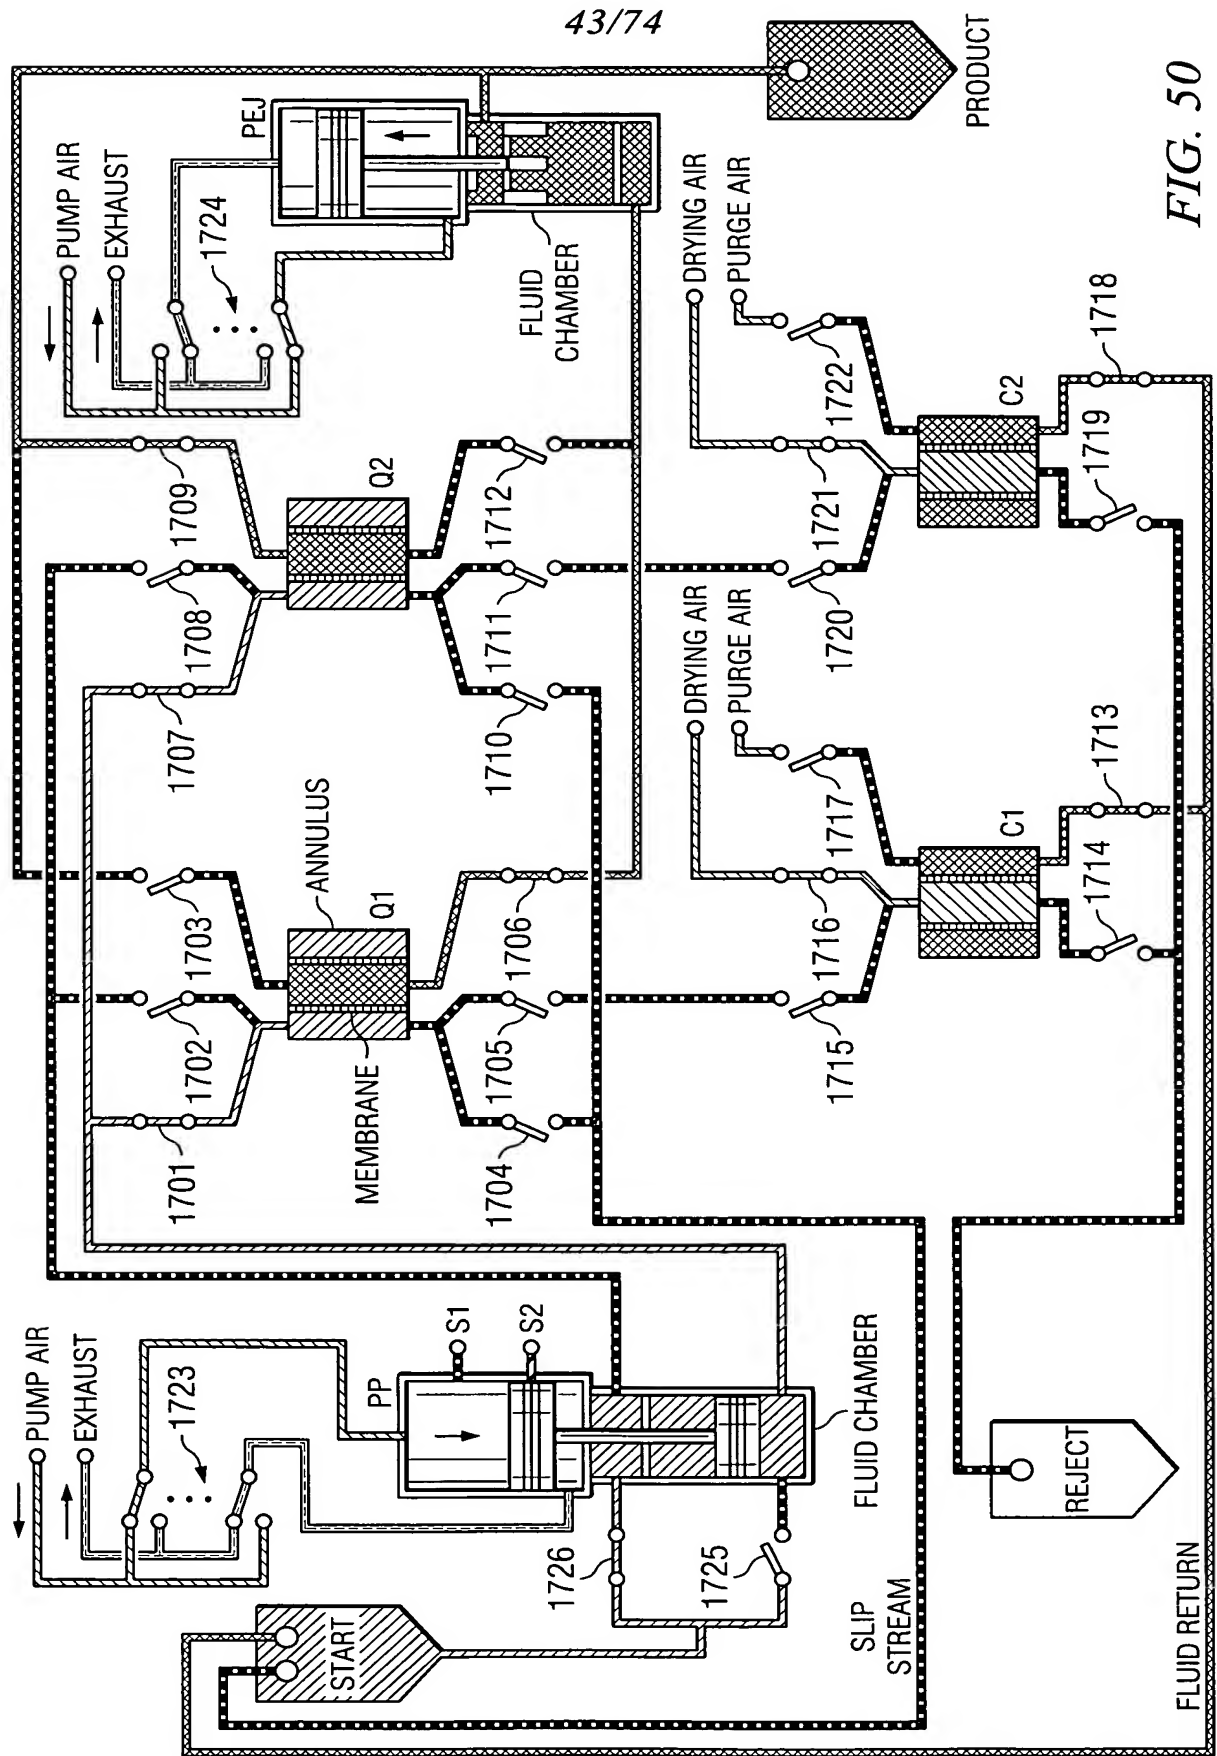 43/74
PUMP AIR
EXHAUST
1723
PP
S1
S2
START
1726
1725
FLUID CHAMBER
SLIP
STREAM
REJECT
FLUID RETURN
1701
1702
1703
MEMBRANE
ANNULUS
Q1
1704
1705
1706
1707
1708
1709
Q2
1710
1711
1712
PUMP AIR
EXHAUST
1724
PEJ
FLUID
CHAMBER
PRODUCT
DRYING AIR
PURGE AIR
1715
1716
1717
C1
1714
1713
DRYING AIR
PURGE AIR
1720
1721
1722
C2
1719
1718
FIG. 50